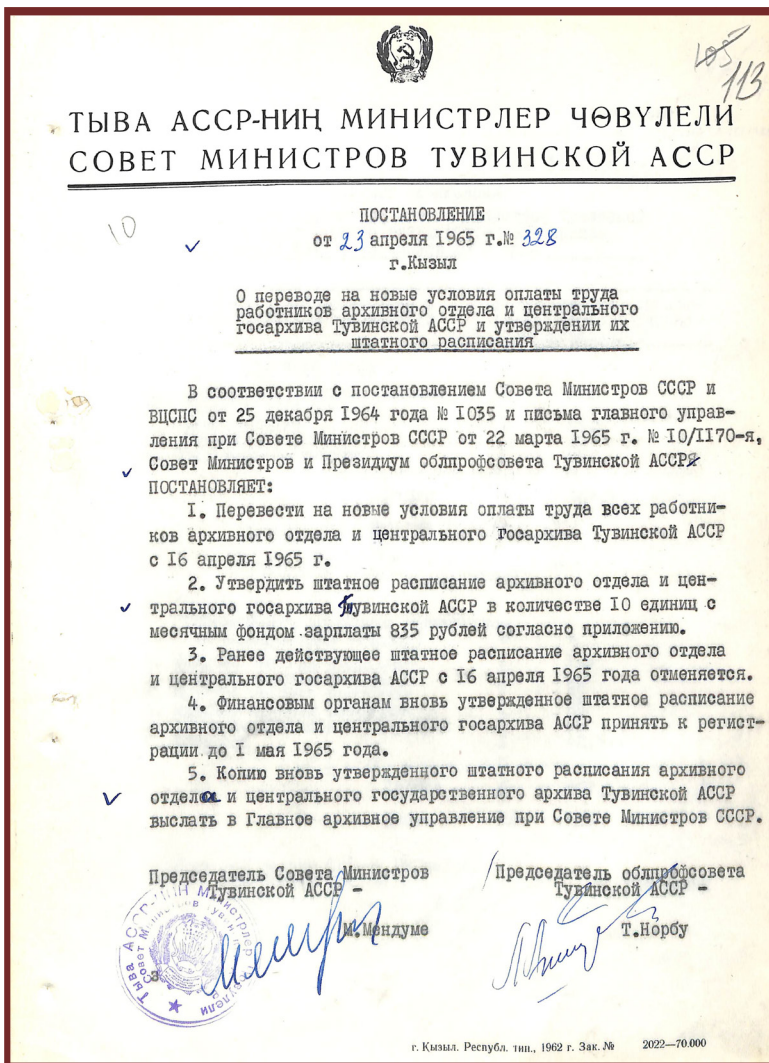 105
113
ТЫВА АССР-НИҢ МИНИСТРЛЕР ЧӨВҮЛЕЛИ
СОВЕТ МИНИСТРОВ ТУВИНСКОЙ АССР
10
ПОСТАНОВЛЕНИЕ
от 23 апреля 1965 г.№ 328
г.Кызыл
О переводе на новые условия оплаты труда
работников архивного отдела и центрального
госархива Тувинской АССР и утверждении их
штатного расписания
В соответствии с постановлением Совета Министров СССР и
ВЦСПС от 25 декабря 1964 года № 1035 и письма главного управ-
ления при Совете Министров СССР от 22 марта 1965 г. № 10/1170-я,
Совет Министров и Президиум облпрофсовета Тувинской АССР
ПОСТАНОВЛЯЕТ:
1. Перевести на новые условия оплаты труда всех работни-
ков архивного отдела и центрального Госархива Тувинской АССР
с 16 апреля 1965 г.
2. Утвердить штатное расписание архивного отдела и цен-
трального госархива Тувинской АССР в количестве 10 единиц с
месячным фондом зарплаты 835 рублей согласно приложению.
3. Ранее действующее штатное расписание архивного отдела
и центрального госархива АССР с 16 апреля 1965 года отменяется.
4. Финансовым органам вновь утвержденное штатное расписание
архивного отдела и центрального госархива АССР принять к регист-
рации до 1 мая 1965 года.
5. Копию вновь утвержденного штатного расписания архивного
отдела и центрального государственного архива Тувинской АССР
выслать в Главное архивное управление при Совете Министров СССР.
Председатель Совета Министров
Тувинской АССР -
М.Мендуме
Председатель облпрофсовета
Тувинской АССР -
Т.Норбу
г. Кызыл. Республ. тип., 1962 г. Зак. № 2022—70.000